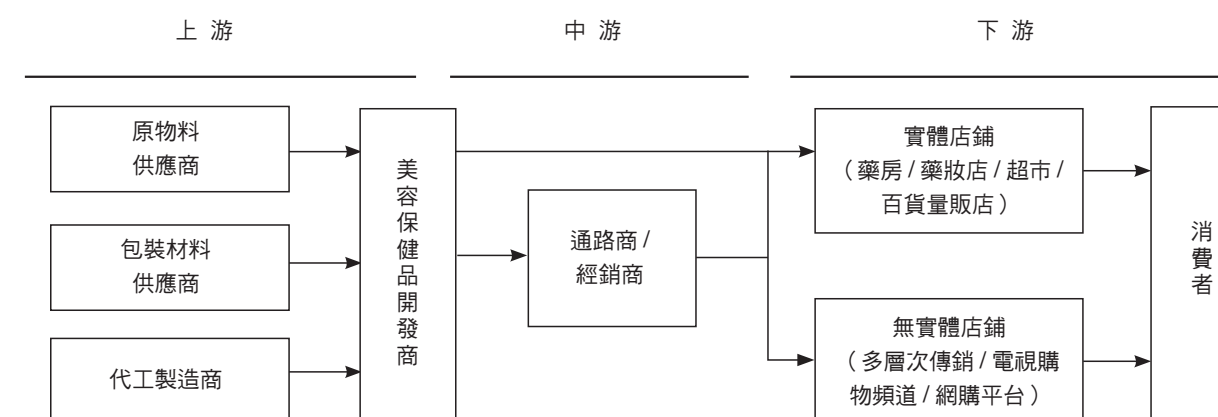 上游
中游
下游
原物料
供應商
包裝材料
供應商
代工製造商
美容保健品開發商
通路商/
經銷商
實體店鋪
（藥房/藥妝店/超市/
百貨量販店）
無實體店鋪
（多層次傳銷/電視購
物頻道/網購平台）
消費者